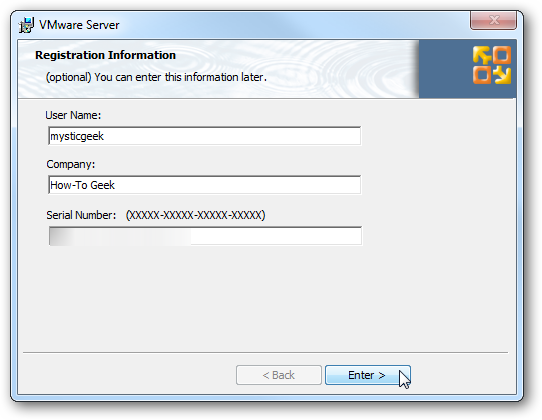 VMware Server
Registration Information
(optional) You can enter this information later.
User Name:
mysticgeek
Company:
How-To Geek
Serial Number: (XXXXX-XXXXX-XXXXX-XXXXX)
< Back
Enter >